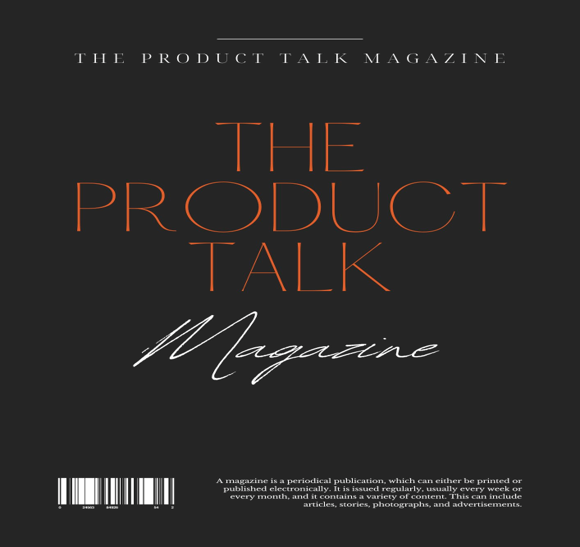 THE PRODUCT TALK MAGAZINE
THE
PRODUCT
TALK
Magazine
A magazine is a periodical publication, which can either be printed or
published electronically. It is issued regularly, usually every week or
every month, and it contains a variety of content. This can include
articles, stories, photographs, and advertisements.